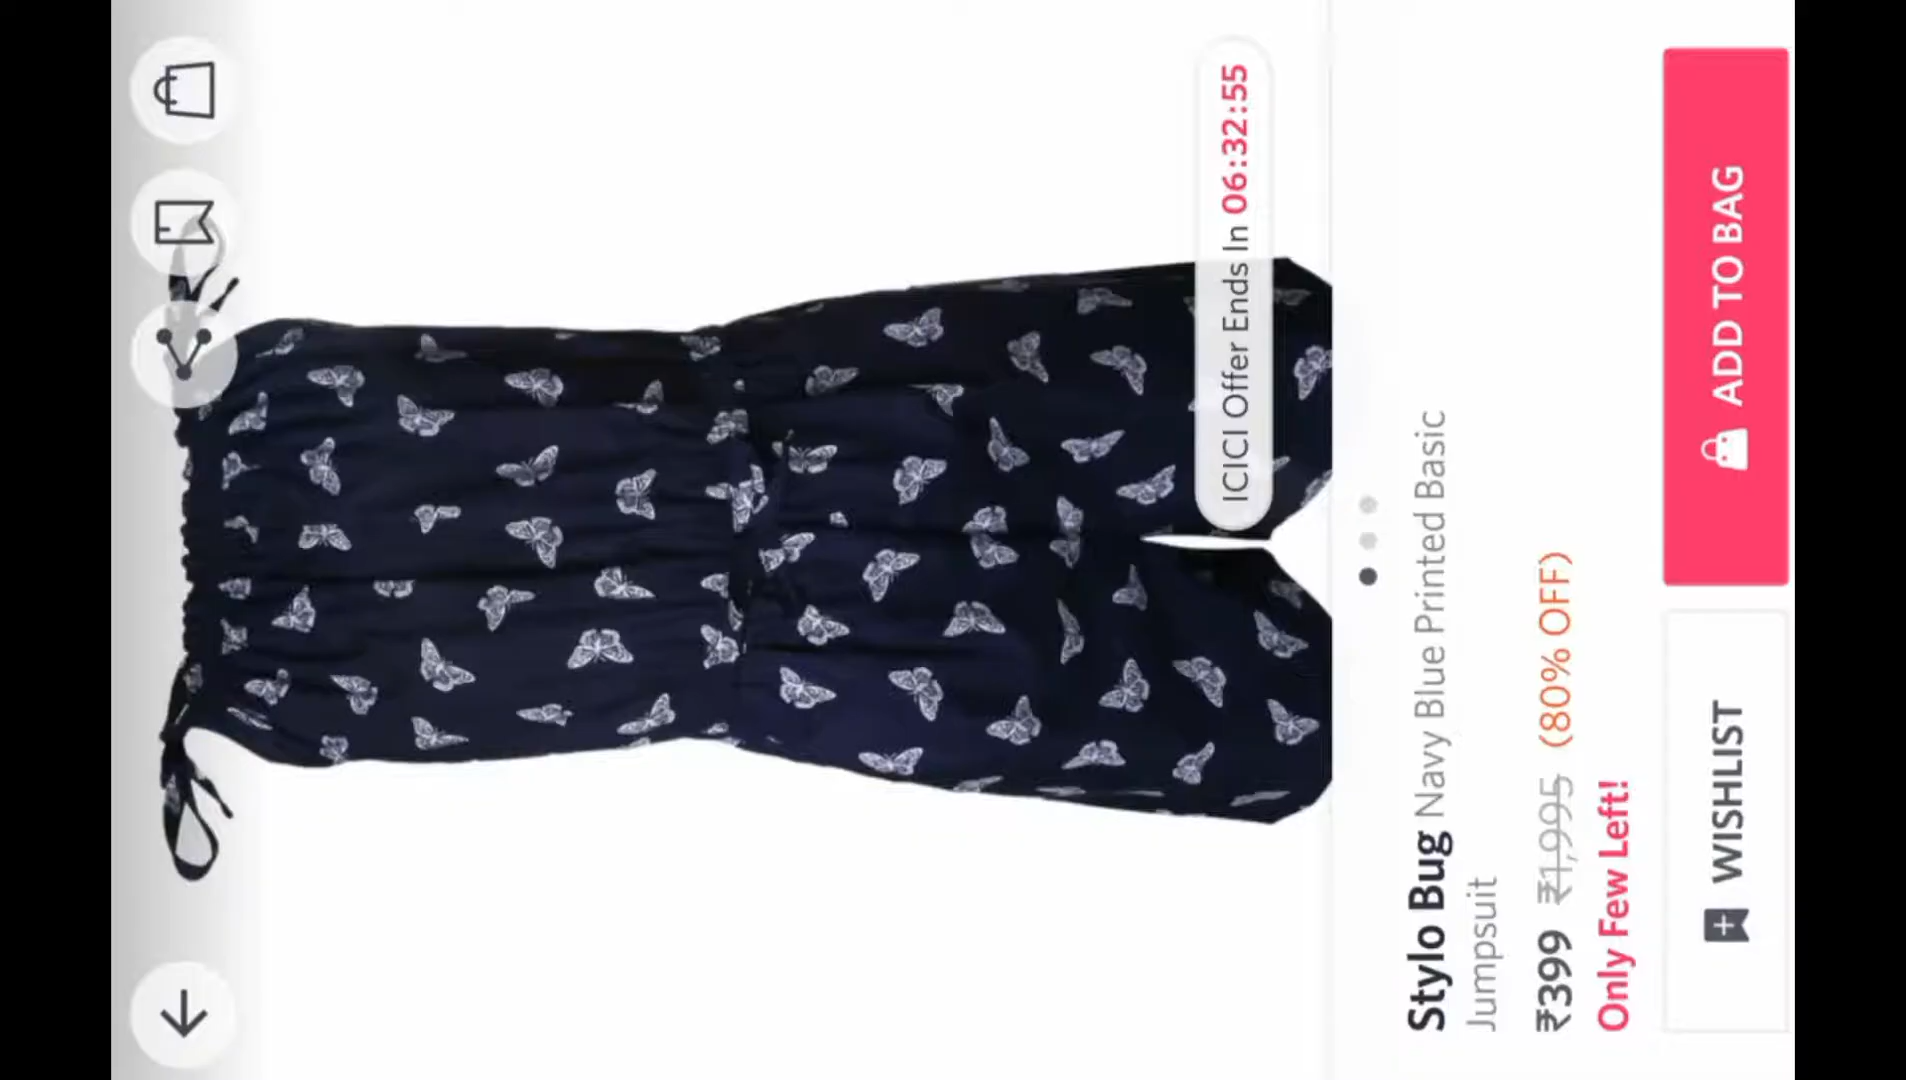 ICICI Offer Ends In 06:32:55
Stylo Bug Navy Blue Printed Basic
Jumpsuit
₹399 ₹1,995 (80% OFF)
Only Few Left!
WISHLIST
ADD TO BAG